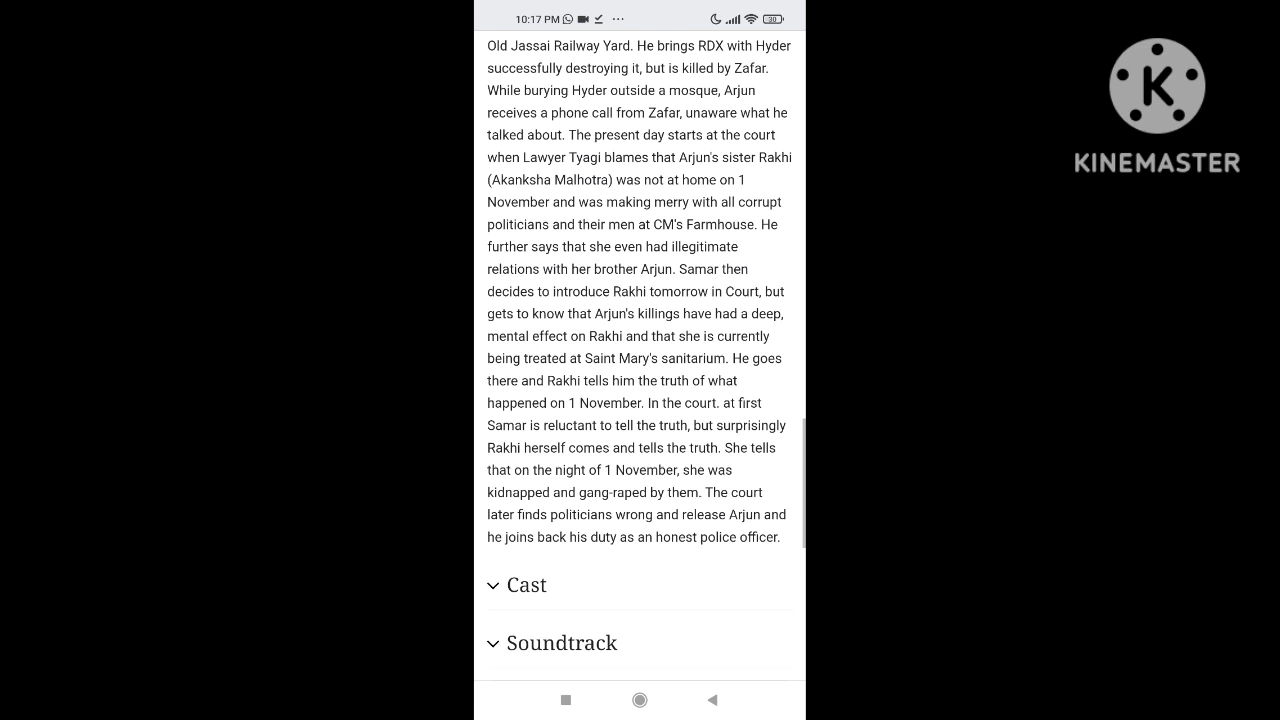 10:17 PM
30
Old Jassai Railway Yard. He brings RDX with Hyder
successfully destroying it, but is killed by Zafar.
While burying Hyder outside a mosque, Arjun
receives a phone call from Zafar, unaware what he
talked about. The present day starts at the court
when Lawyer Tyagi blames that Arjun's sister Rakhi
(Akanksha Malhotra) was not at home on 1
November and was making merry with all corrupt
politicians and their men at CM's Farmhouse. He
further says that she even had illegitimate
relations with her brother Arjun. Samar then
decides to introduce Rakhi tomorrow in Court, but
gets to know that Arjun's killings have had a deep,
mental effect on Rakhi and that she is currently
being treated at Saint Mary's sanitarium. He goes
there and Rakhi tells him the truth of what
happened on 1 November. In the court. at first
Samar is reluctant to tell the truth, but surprisingly
Rakhi herself comes and tells the truth. She tells
that on the night of 1 November, she was
kidnapped and gang-raped by them. The court
later finds politicians wrong and release Arjun and
he joins back his duty as an honest police officer.
Cast
Soundtrack
K
KINEMASTER